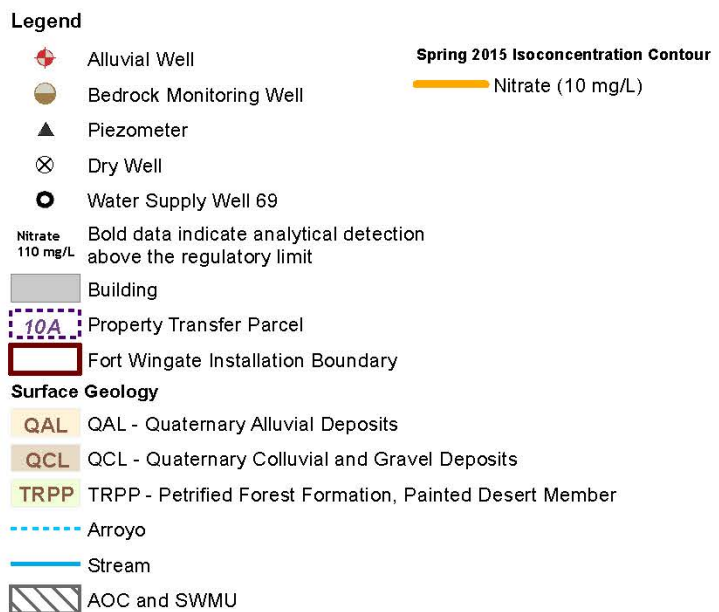 Legend
Alluvial Well
Bedrock Monitoring Well
Piezometer
Dry Well
Water Supply Well 69
Nitrate
110 mg/L
Bold data indicate analytical detection
above the regulatory limit
Building
10A Property Transfer Parcel
Fort Wingate Installation Boundary
Surface Geology
QAL QAL - Quaternary Alluvial Deposits
QCL QCL - Quaternary Colluvial and Gravel Deposits
TRPP TRPP - Petrified Forest Formation, Painted Desert Member
Arroyo
Stream
AOC and SWMU
Spring 2015 Isoconcentration Contour
Nitrate (10 mg/L)